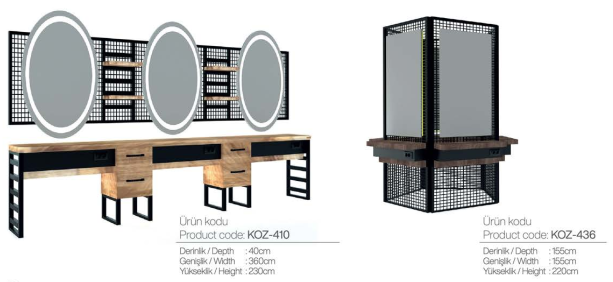 Ürün kodu
Product code: KOZ-410
Derinlik / Depth : 40cm
Genişlik / Width : 360cm
Yükseklik / Height : 230cm
Ürün kodu
Product code: KOZ-436
Derinlik / Depth : 155cm
Genişlik / Width : 155cm
Yükseklik / Height : 220cm